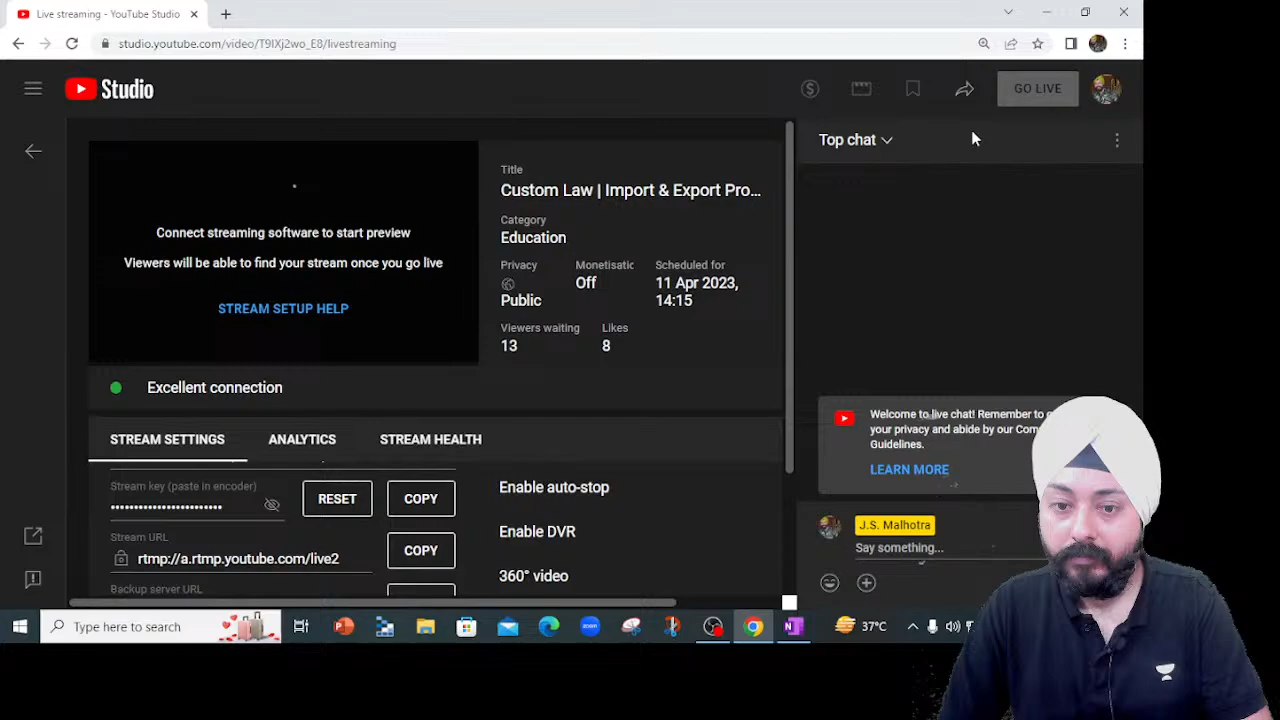 Live streaming - YouTube Studio
studio.youtube.com/video/T9IXj2wo_E8/livestreaming
Studio
GO LIVE
Connect streaming software to start preview
Viewers will be able to find your stream once you go live
STREAM SETUP HELP
Title
Custom Law | Import & Export Pro...
Category
Education
Privacy
Public
Monetisatic
Off
Scheduled for
11 Apr 2023,
14:15
Viewers waiting
13
Likes
8
Excellent connection
STREAM SETTINGS
ANALYTICS
STREAM HEALTH
Stream key (paste in encoder)
RESET
COPY
Stream URL
rtmp://a.rtmp.youtube.com/live2
COPY
Backup server URL
Enable auto-stop
Enable DVR
360° video
Top chat
Welcome to live chat! Remember to
your privacy and abide by our
Guidelines.
LEARN MORE
J.S. Malhotra
Say something...
Type here to search
zoom
37°C